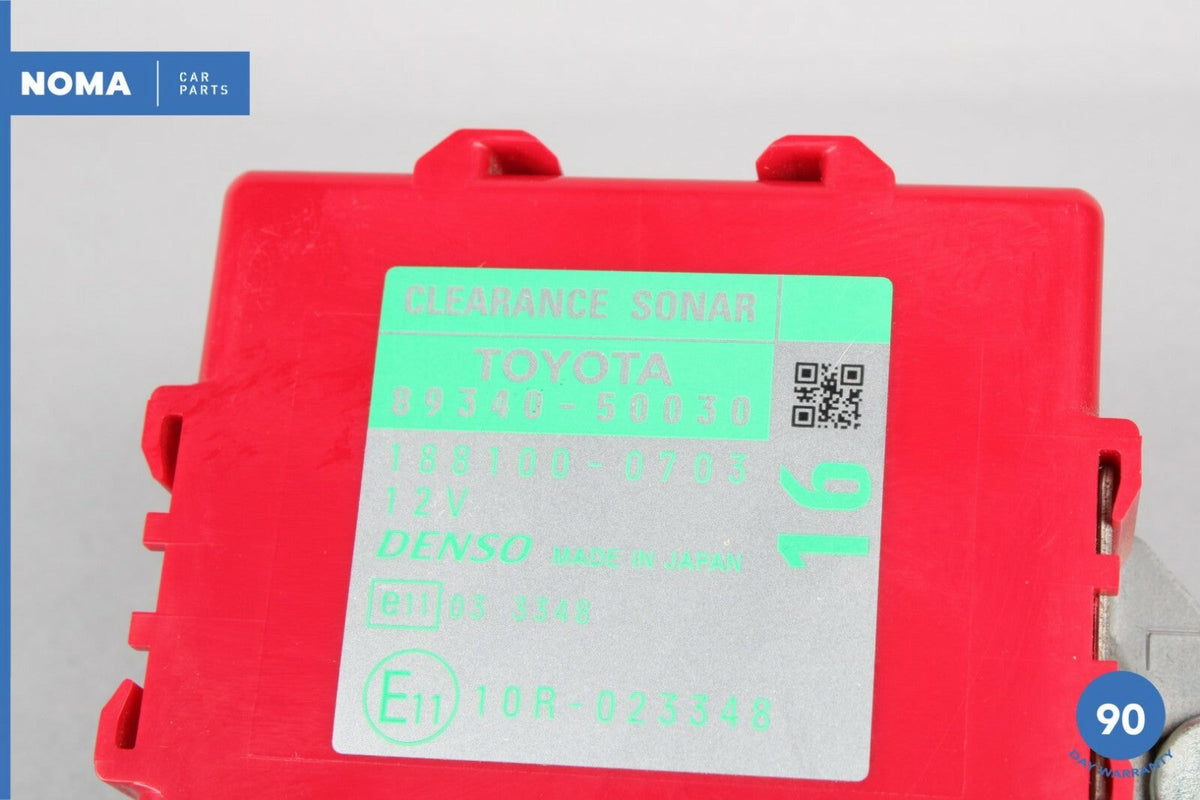 NOMA
CAR
PARTS
CLEARANCE SONAR
TOYOTA
89340-50030
188100-0703
12V
DENSO MADE IN JAPAN
e11 03 3348
E11 10R-023348
16
90
DAY WARRANTY